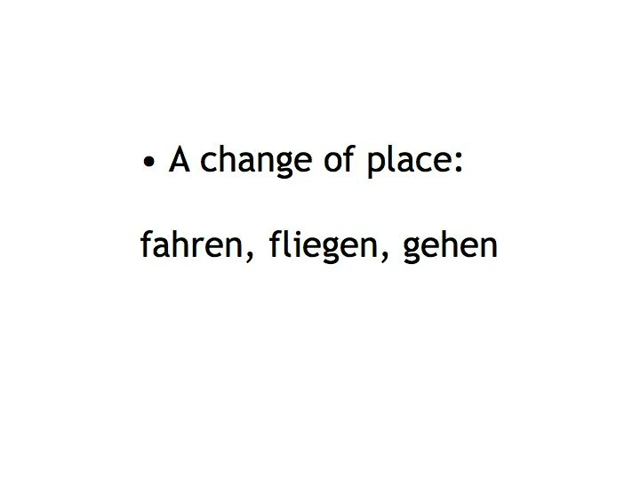 • A change of place:
fahren, fliegen, gehen